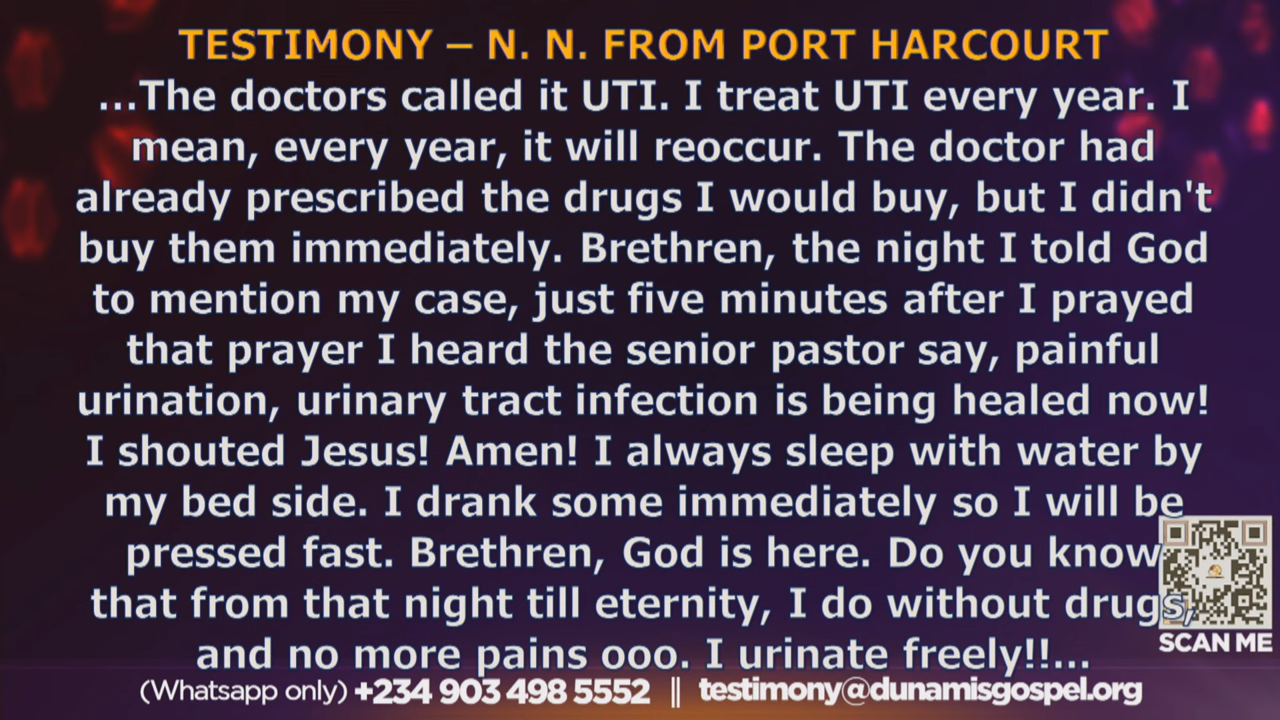 TESTIMONY – N. N. FROM PORT HARCOURT
...The doctors called it UTI. I treat UTI every year. I
mean, every year, it will reoccur. The doctor had
already prescribed the drugs I would buy, but I didn't
buy them immediately. Brethren, the night I told God
to mention my case, just five minutes after I prayed
that prayer I heard the senior pastor say, painful
urination, urinary tract infection is being healed now!
I shouted Jesus! Amen! I always sleep with water by
my bed side. I drank some immediately so I will be
pressed fast. Brethren, God is here. Do you know
that from that night till eternity, I do without drugs,
and no more pains ooo. I urinate freely!!...
SCAN ME
(Whatsapp only) +234 903 498 5552 || testimony@dunamisgospel.org